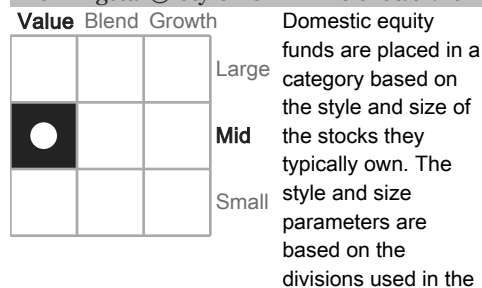 Value Blend Growth
Large
Mid
Small
Domestic equity
funds are placed in a
category based on
the style and size of
the stocks they
typically own. The
style and size
parameters are
based on the
divisions used in the